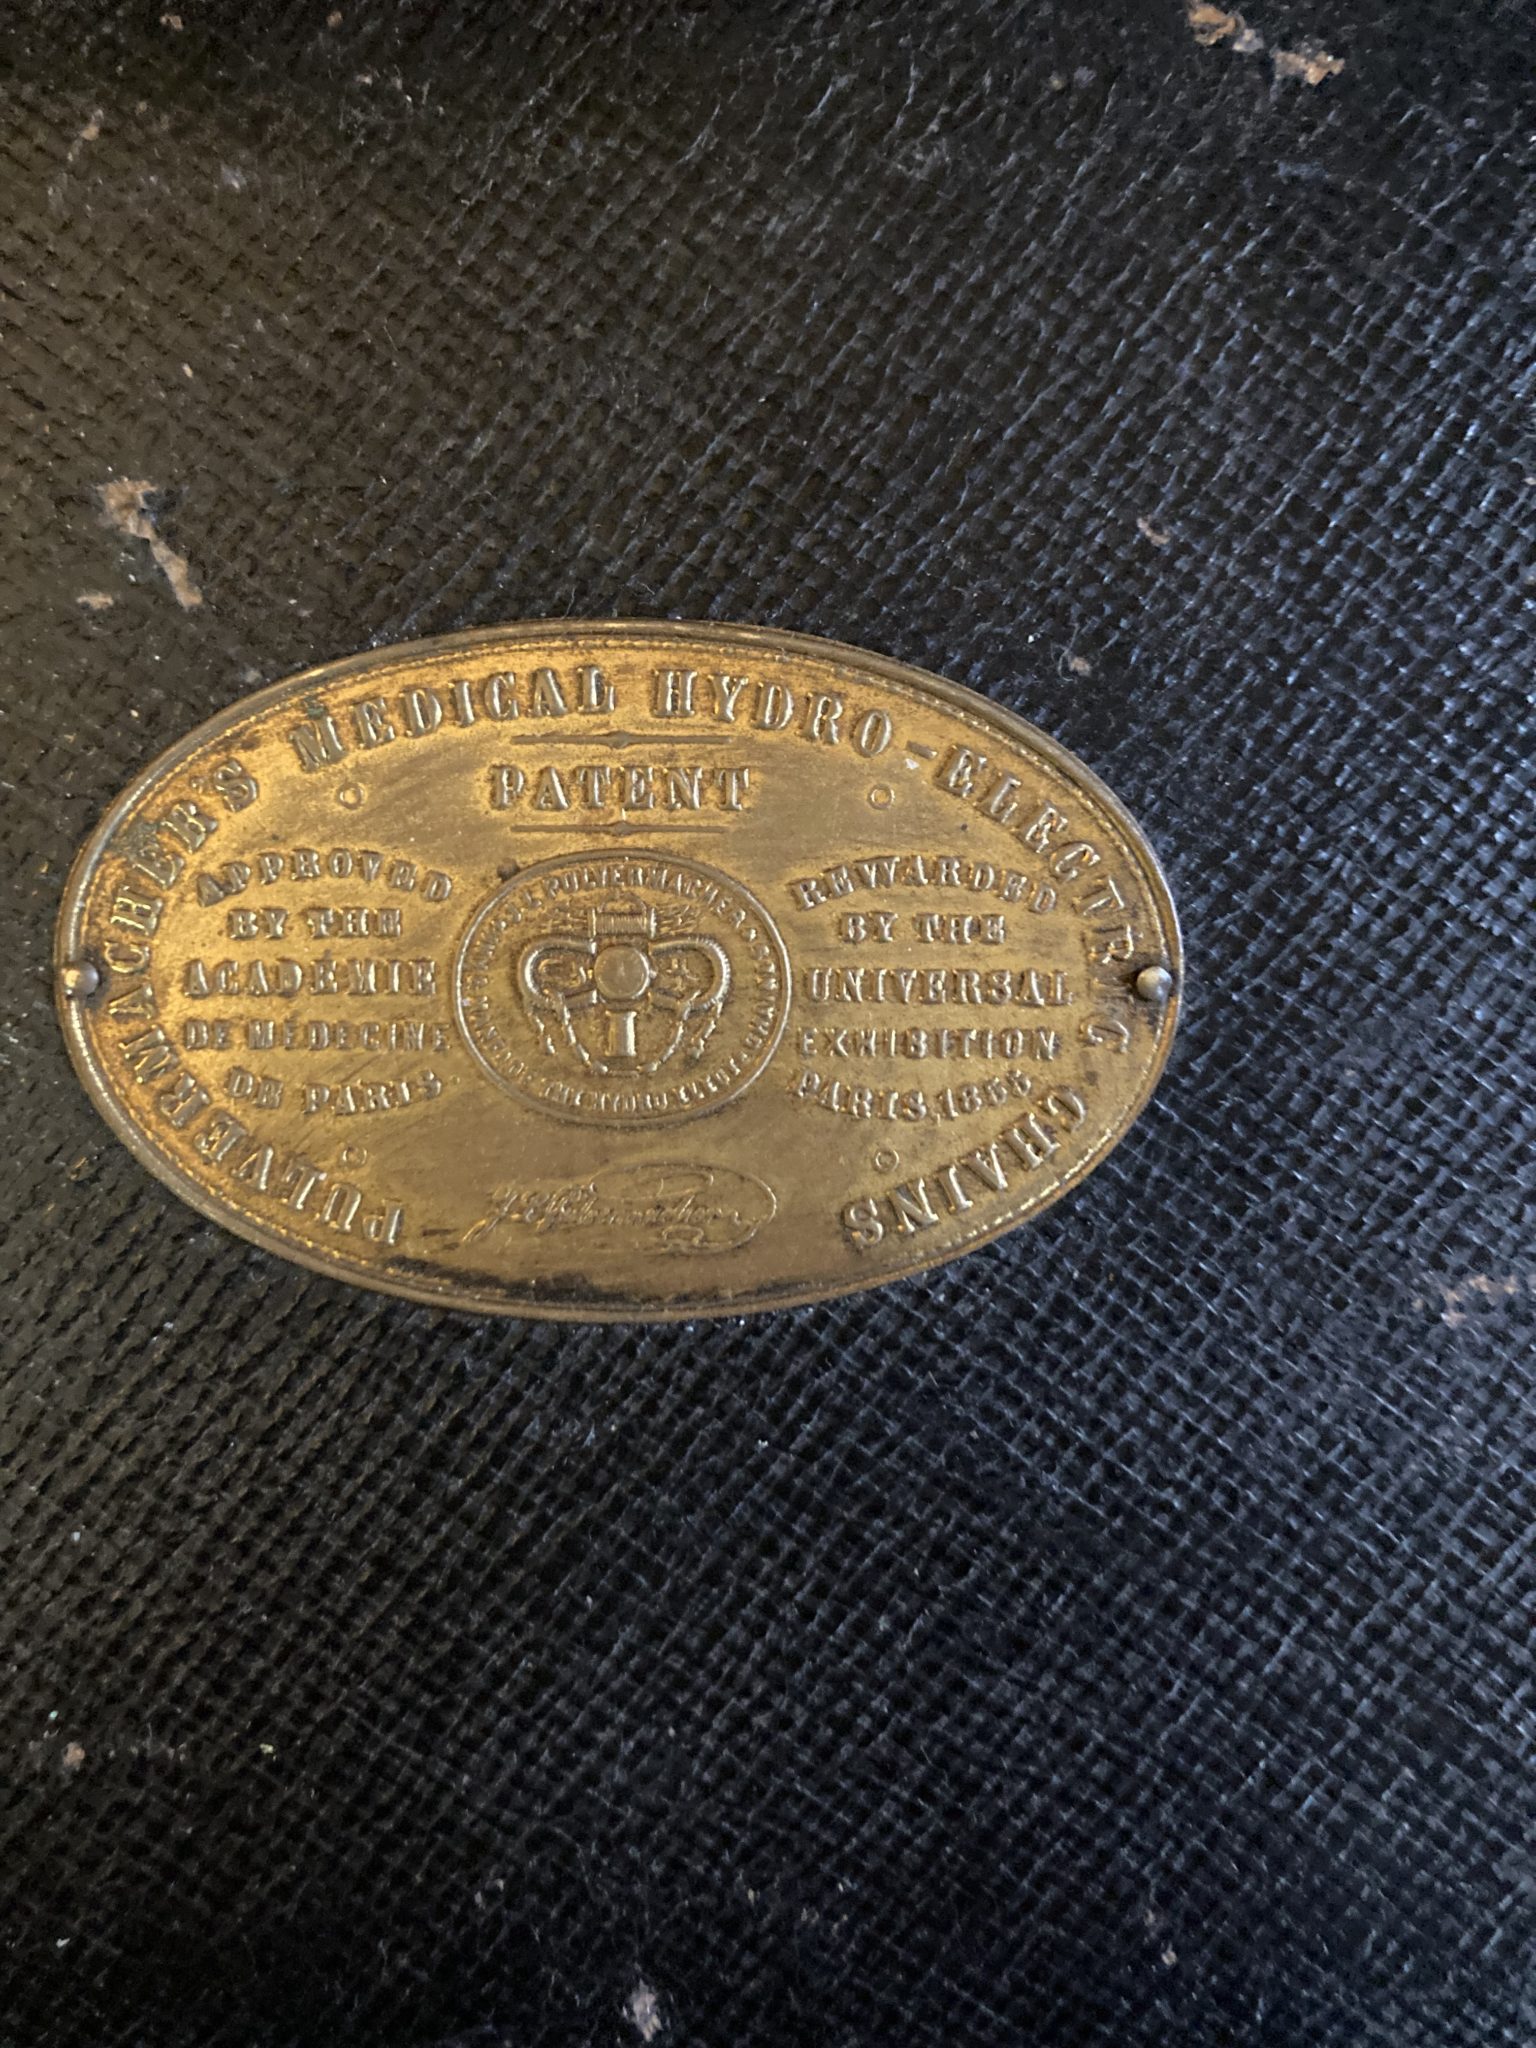 PULVERMACHER'S MEDICAL HYDRO-ELECTRIC CHAINS
PATENT
APPROVED
BY THE
ACADÉMIE
DE MÉDECINE
DE PARIS
REWARDED
BY THE
UNIVERSAL
EXHIBITION
PARIS, 1855
J. L. PULVERMACHER